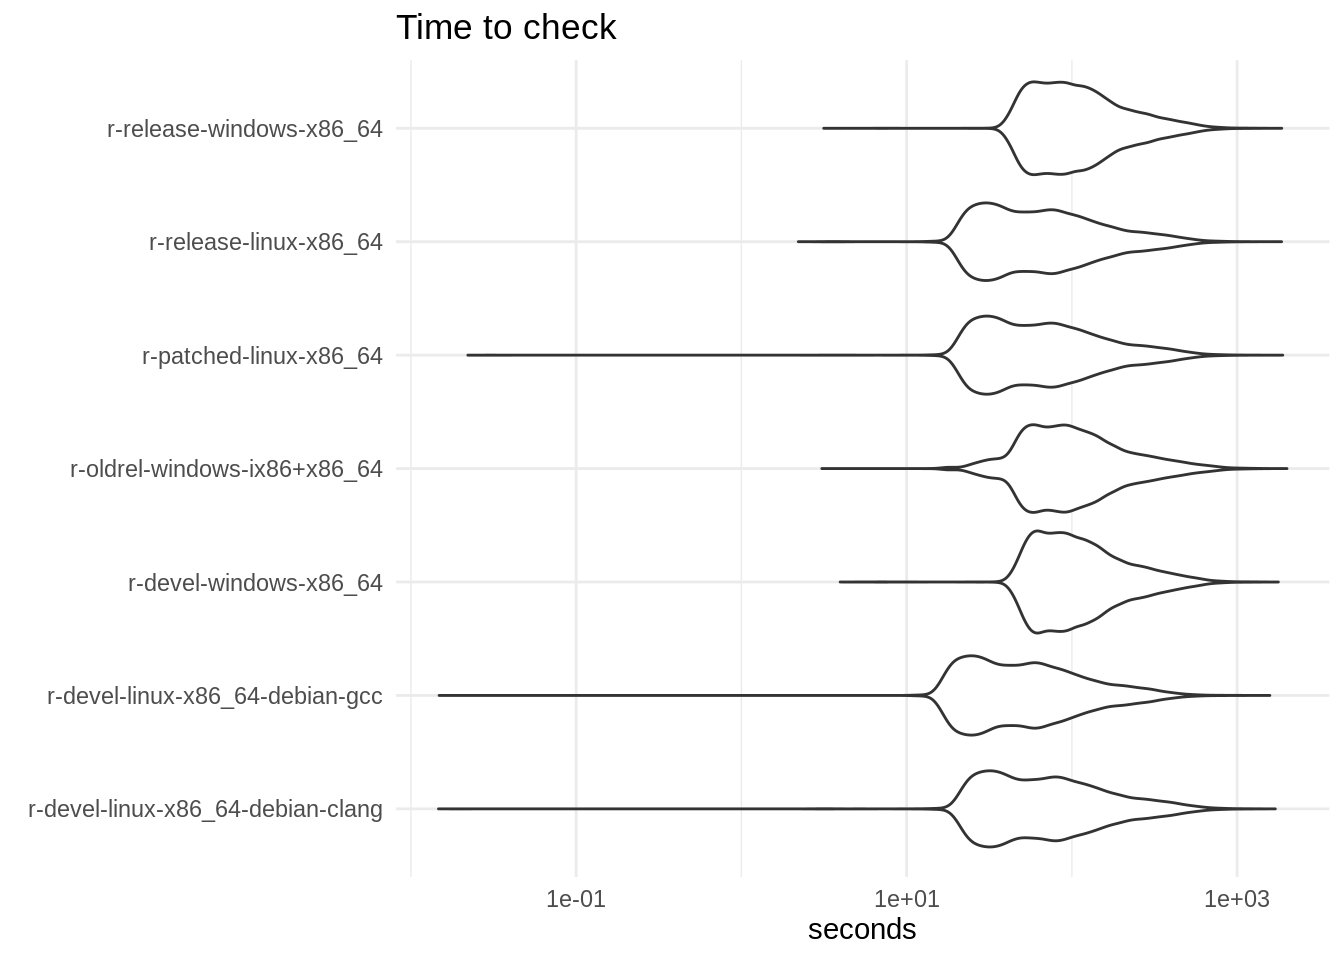 Time to check
r-release-windows-x86_64
r-release-linux-x86_64
r-patched-linux-x86_64
r-oldrel-windows-ix86+x86_64
r-devel-windows-x86_64
r-devel-linux-x86_64-debian-gcc
r-devel-linux-x86_64-debian-clang
1e-01 1e+01 1e+03
seconds